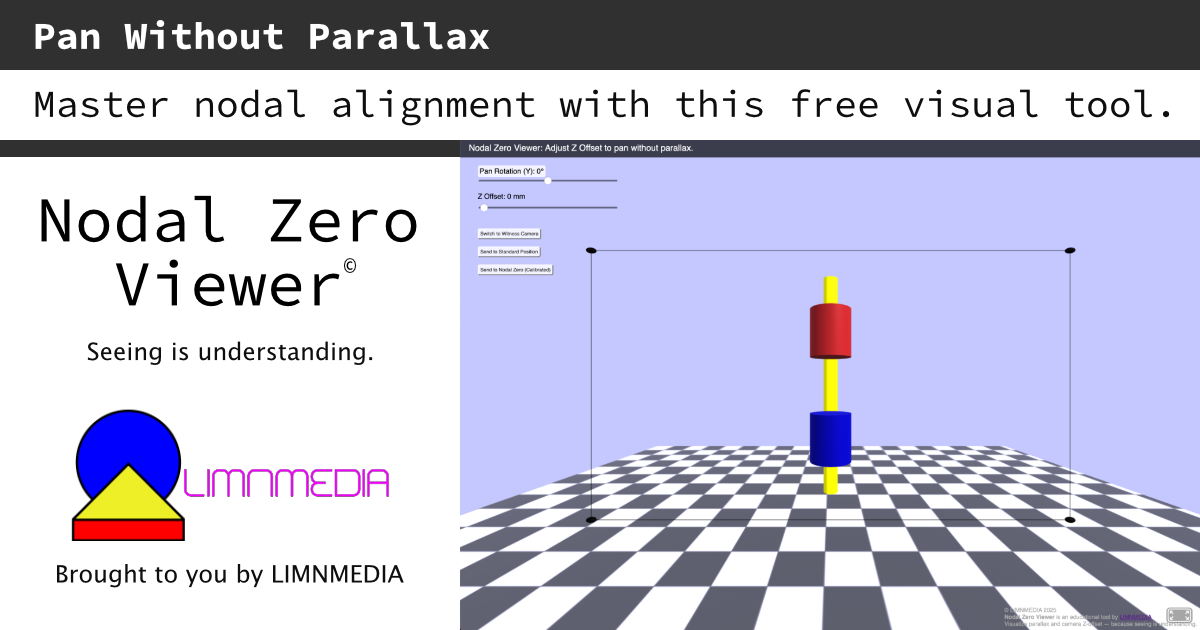 Pan Without Parallax
Master nodal alignment with this free visual tool.
Nodal Zero Viewer: Adjust Z Offset to pan without parallax.
Pan Rotation (Y): 0°
Z Offset: 0 mm
Switch to Witness Camera
Send to Standard Position
Send to Nodal Zero (Calibrated)
Nodal Zero
Viewer©
Seeing is understanding.
LIMNMEDIA
Brought to you by LIMNMEDIA
© LIMNMEDIA 2025
Nodal Zero Viewer is an educational tool by LIMNMEDIA
Visualize parallax and camera Z-offset — because seeing is understanding.